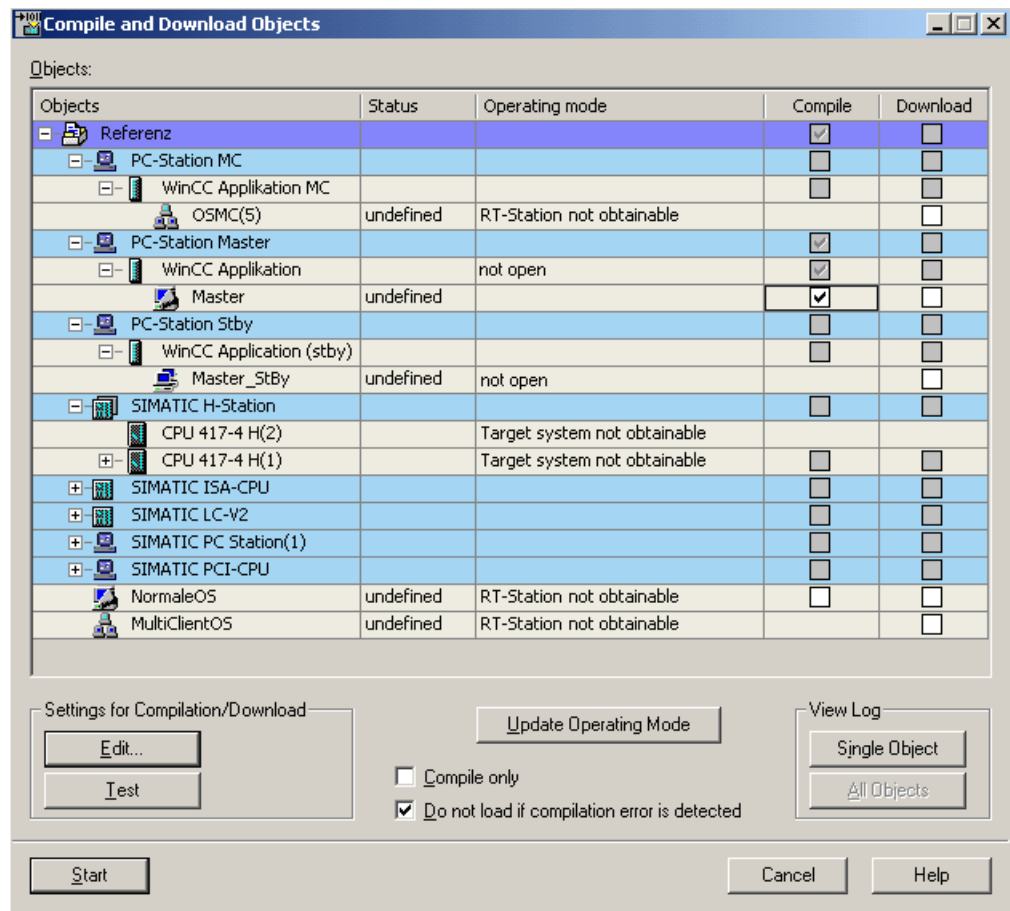 Compile and Download Objects
Objects:
Objects Status Operating mode Compile Download
Referenz
PC-Station MC
WinCC Applikation MC
OSMC(5) undefined RT-Station not obtainable
PC-Station Master
WinCC Applikation not open
Master undefined
PC-Station Stby
WinCC Application (stby)
Master_StBy undefined not open
SIMATIC H-Station
CPU 417-4 H(2) Target system not obtainable
CPU 417-4 H(1) Target system not obtainable
SIMATIC ISA-CPU
SIMATIC LC-V2
SIMATIC PC Station(1)
SIMATIC PCI-CPU
NormaleOS undefined RT-Station not obtainable
MultiClientOS undefined RT-Station not obtainable
Settings for Compilation/Download View Log
Edit... Update Operating Mode Single Object
Test Compile only All Objects
Do not load if compilation error is detected
Start Cancel Help